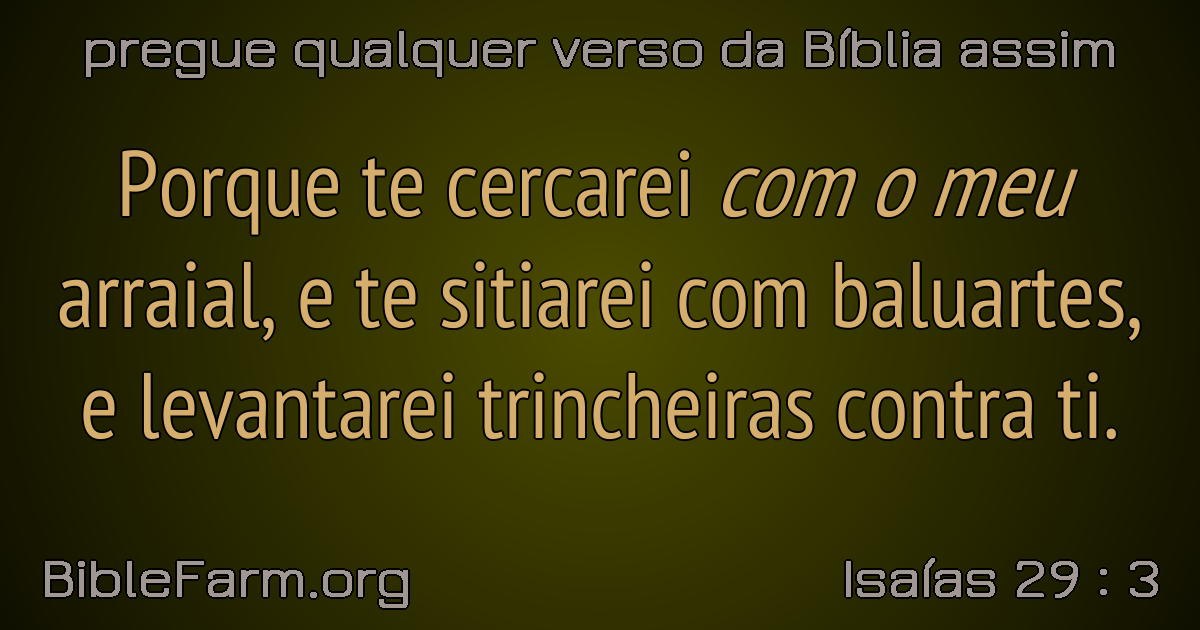 pregue qualquer verso da Bíblia assim
Porque te cercarei com o meu
arraial, e te sitiarei com baluartes,
e levantarei trincheiras contra ti.
BibleFarm.org
Isaías 29 : 3